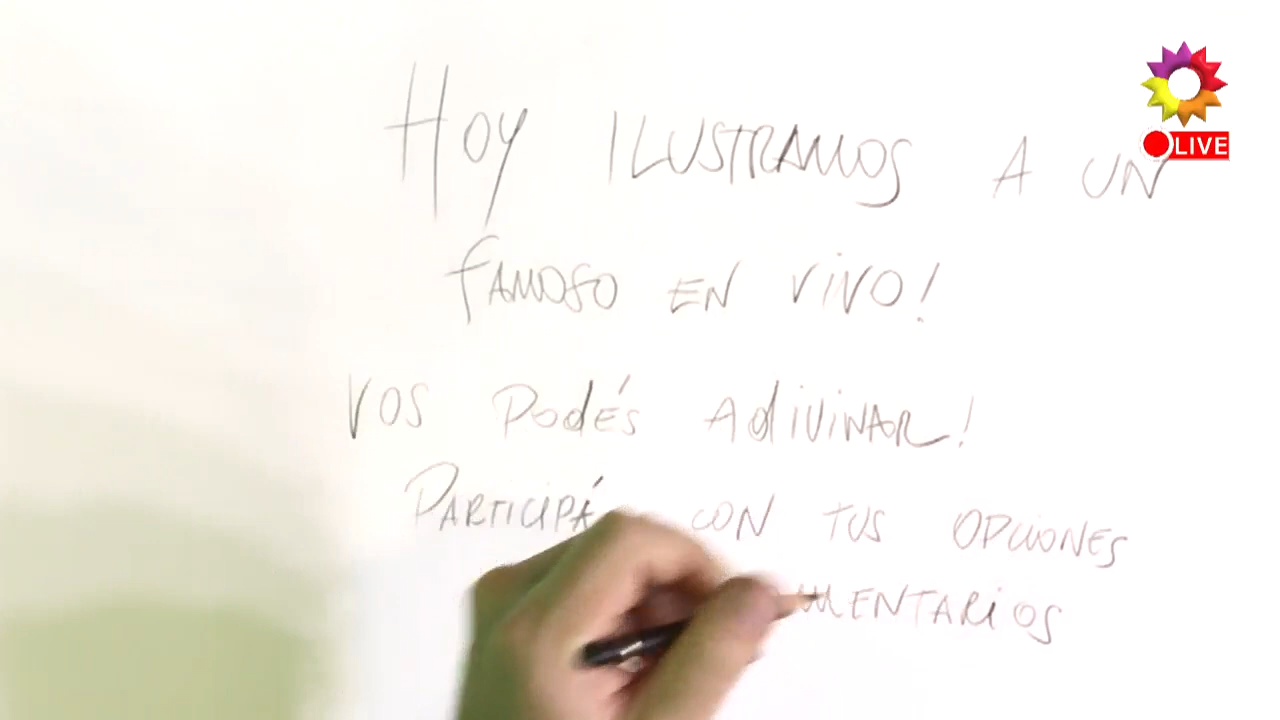 Hoy ILUSTRAMOS A UN
FAMOSO EN VIVO!
VOS Podés AdiVINAR!
PARTICIPÁ CON TUS OPCIONES
MENTARIOS
LIVE